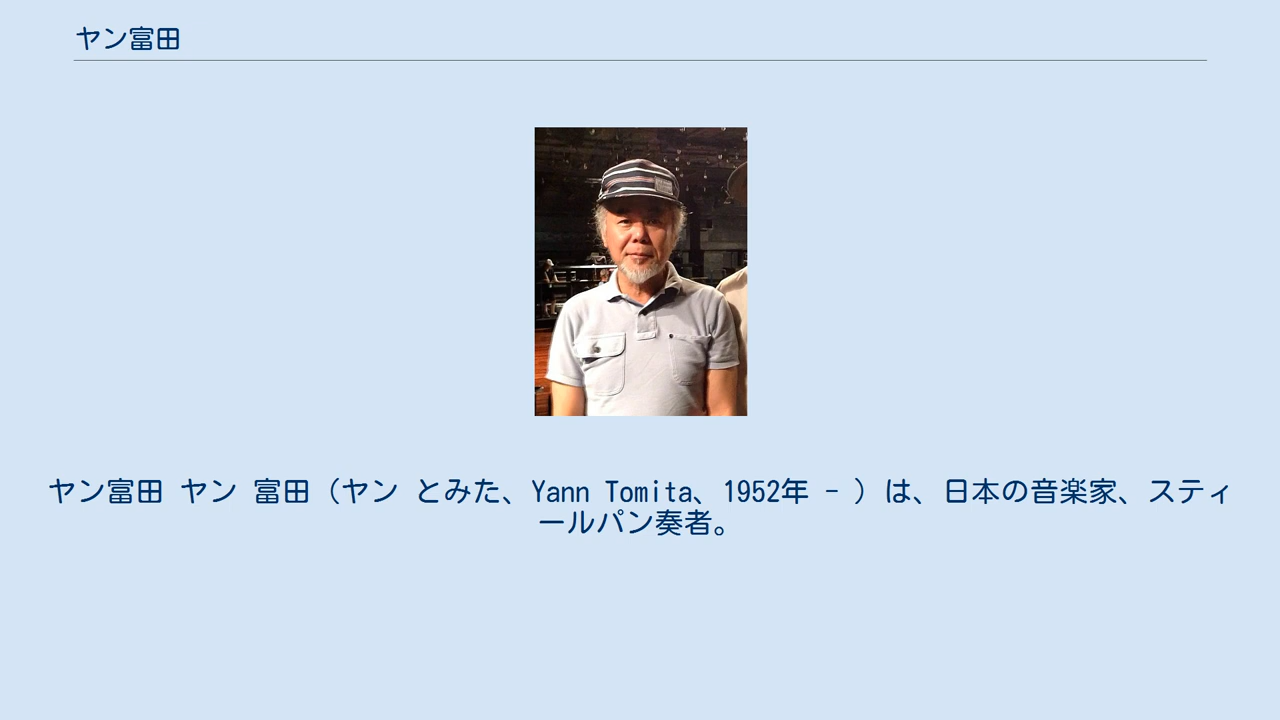 ヤン富田
ヤン富田 ヤン 富田（ヤン とみた、Yann Tomita、1952年 - ）は、日本の音楽家、スティ
ールパン奏者。